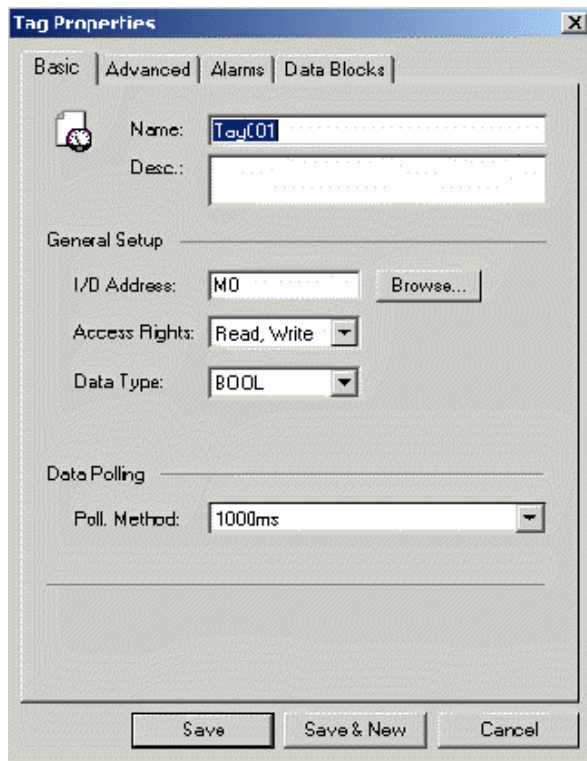 Tag Properties
Basic Advanced Alarms Data Blocks
Name: Tag001
Desc.:
General Setup
I/O Address: M0 Browse...
Access Rights: Read, Write
Data Type: BOOL
Data Polling
Poll. Method: 1000ms
Save Save & New Cancel